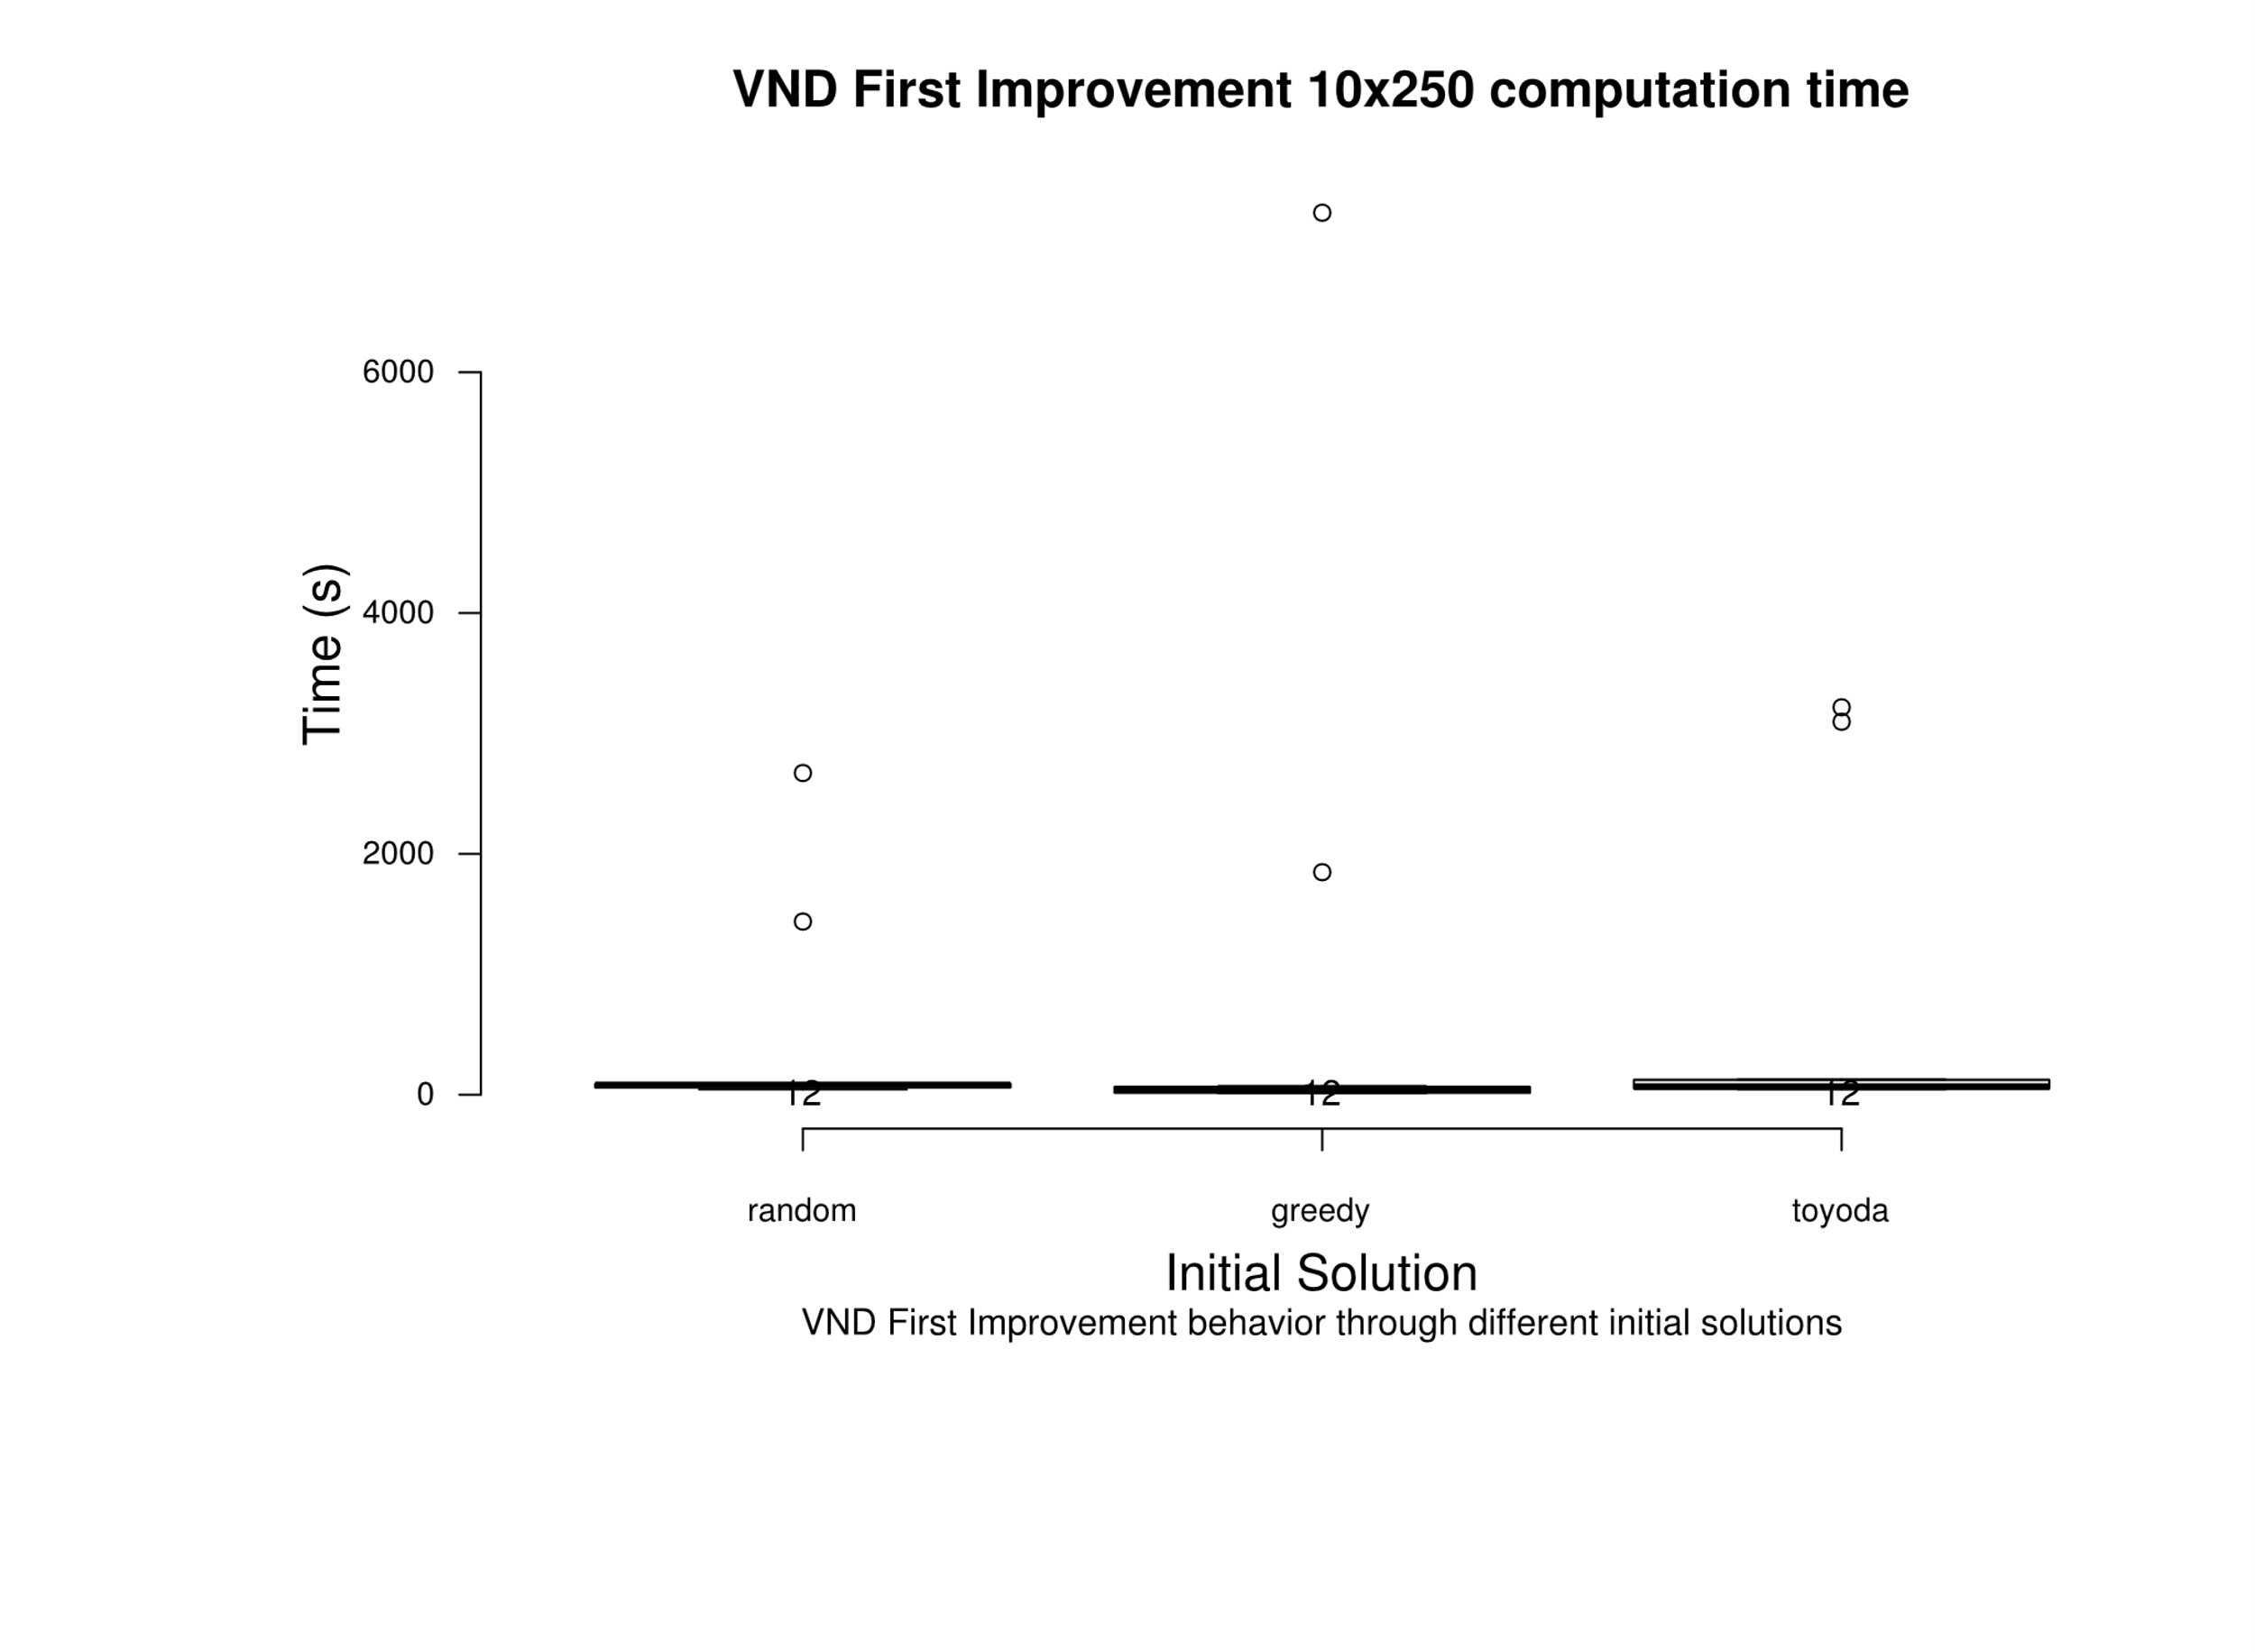 VND First Improvement 10x250 computation time
Time (s)
6000
4000
2000
0
12 12 12
random greedy toyoda
Initial Solution
VND First Improvement behavior through different initial solutions